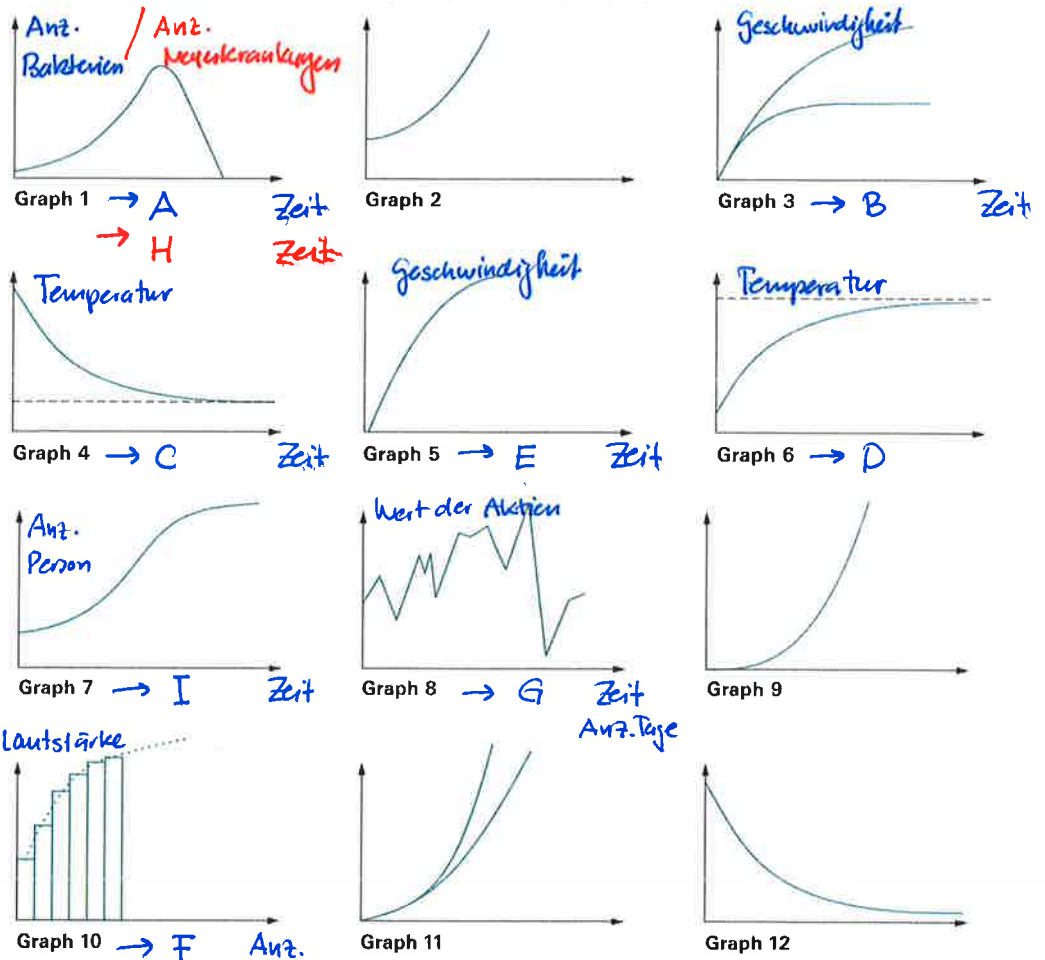 Anz. / Anz.
Bakterien Neuerkrankungen
Graph 1 → A Zeit
→ H Zeit
Graph 2
Geschwindigkeit
Graph 3 → B Zeit
Temperatur
Graph 4 → C Zeit
Geschwindigkeit
Graph 5 → E Zeit
Temperatur
Graph 6 → D
Anz.
Person
Graph 7 → I Zeit
Wert der Aktien
Graph 8 → G Zeit
Anz. Tage
Graph 9
Lautstärke
Graph 10 → F Anz.
Graph 11
Graph 12